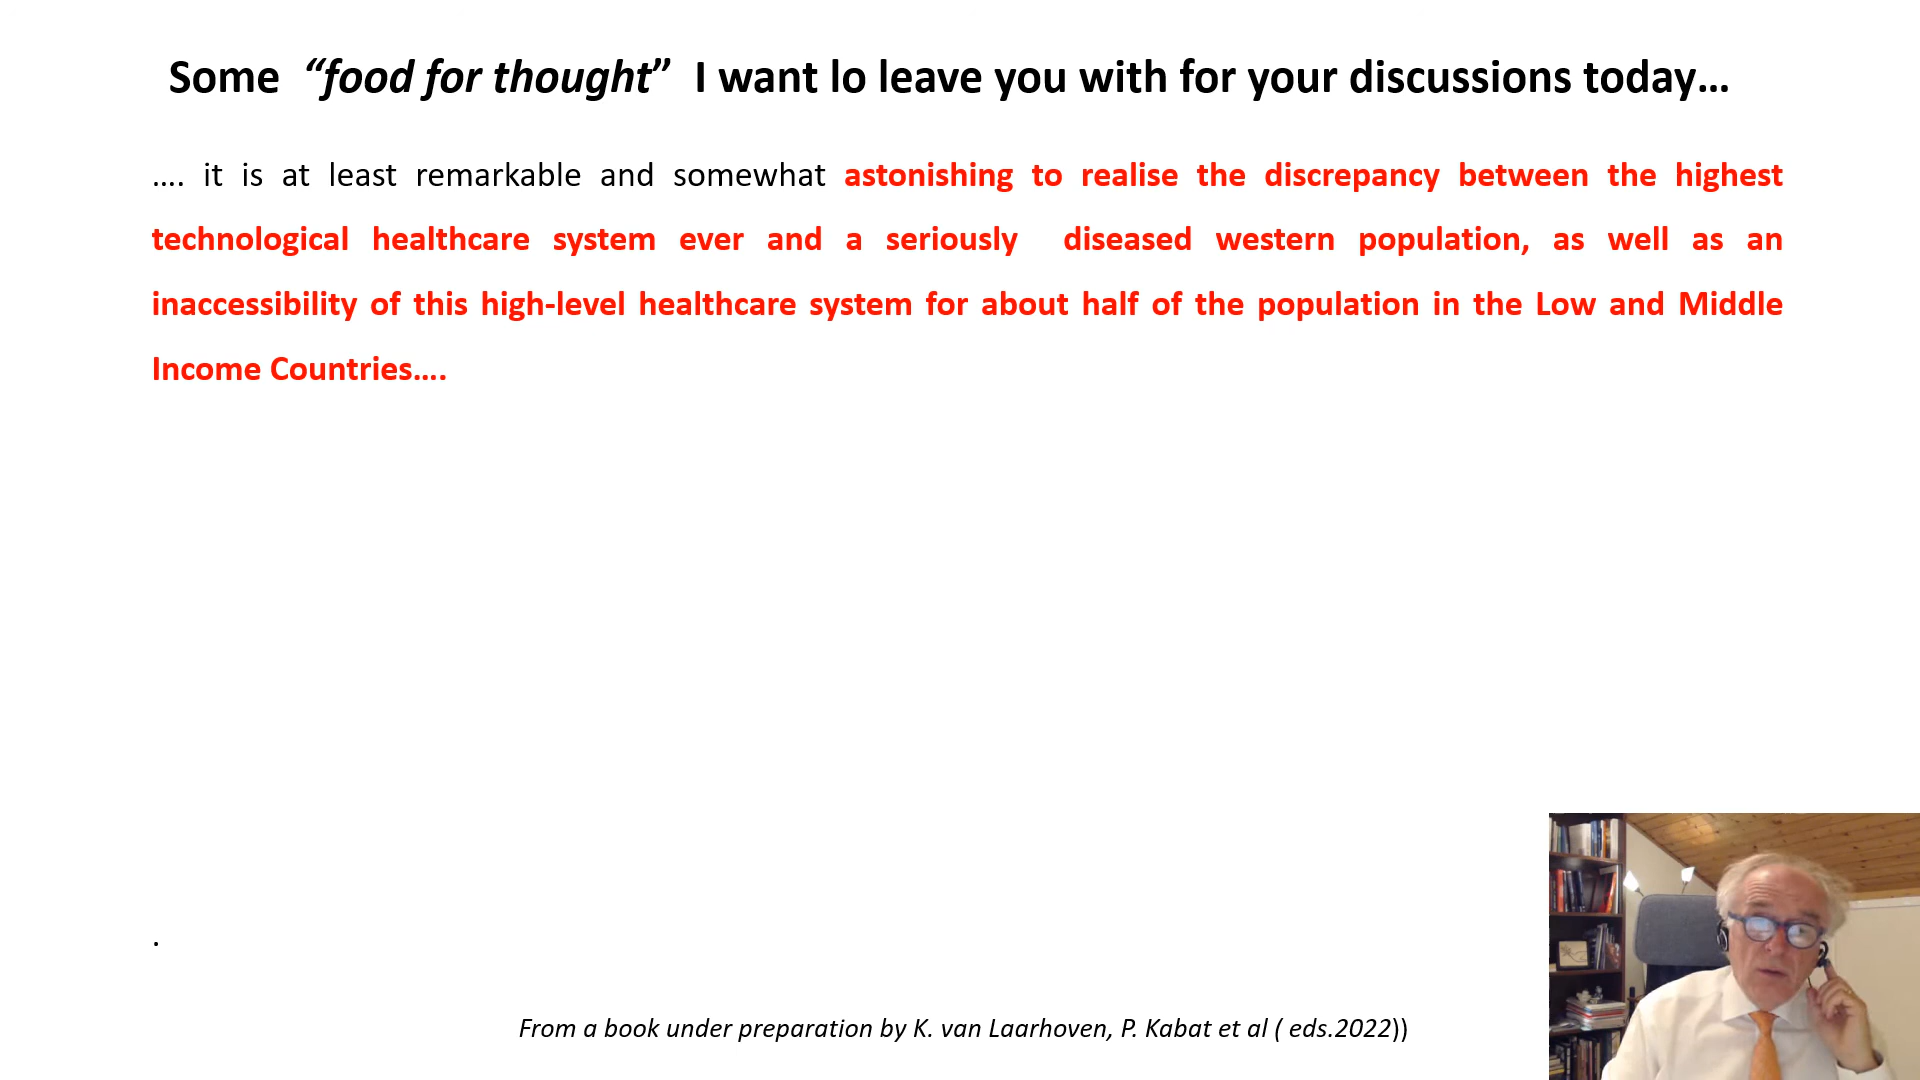 Some “food for thought” I want lo leave you with for your discussions today…
…. it is at least remarkable and somewhat astonishing to realise the discrepancy between the highest
technological healthcare system ever and a seriously diseased western population, as well as an
inaccessibility of this high-level healthcare system for about half of the population in the Low and Middle
Income Countries….
.
From a book under preparation by K. van Laarhoven, P. Kabat et al ( eds.2022))